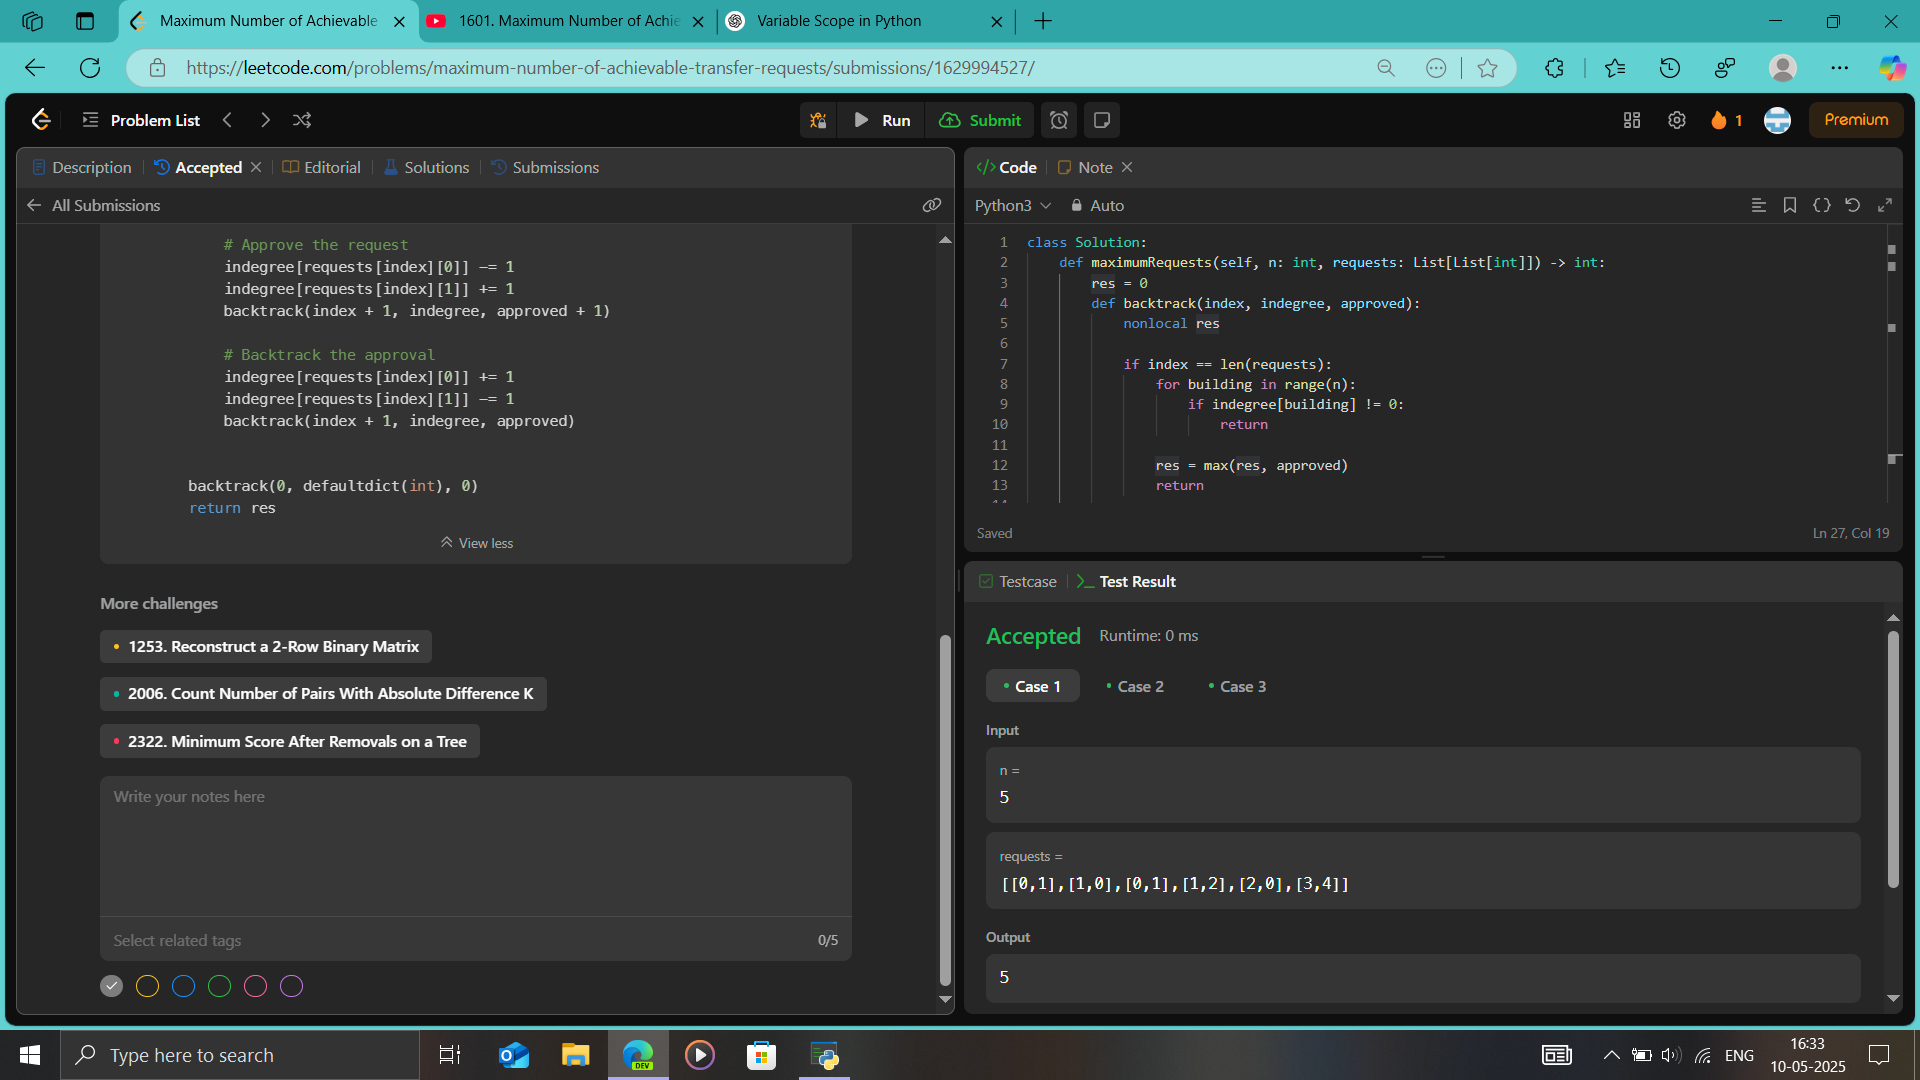 Maximum Number of Achievable
1601. Maximum Number of Achie
Variable Scope in Python
https://leetcode.com/problems/maximum-number-of-achievable-transfer-requests/submissions/1629994527/
Problem List
Run
Submit
1
Premium
Description
Accepted
Editorial
Solutions
Submissions
All Submissions
# Approve the request
indegree[requests[index][0]] -= 1
indegree[requests[index][1]] += 1
backtrack(index + 1, indegree, approved + 1)
# Backtrack the approval
indegree[requests[index][0]] += 1
indegree[requests[index][1]] -= 1
backtrack(index + 1, indegree, approved)
backtrack(0, defaultdict(int), 0)
return res
View less
More challenges
1253. Reconstruct a 2-Row Binary Matrix
2006. Count Number of Pairs With Absolute Difference K
2322. Minimum Score After Removals on a Tree
Write your notes here
Select related tags
0/5
</> Code
Note
Python3
Auto
1 class Solution:
2 def maximumRequests(self, n: int, requests: List[List[int]]) -> int:
3 res = 0
4 def backtrack(index, indegree, approved):
5 nonlocal res
6
7 if index == len(requests):
8 for building in range(n):
9 if indegree[building] != 0:
10 return
11
12 res = max(res, approved)
13 return
14
Saved
Ln 27, Col 19
Testcase
Test Result
Accepted
Runtime: 0 ms
Case 1
Case 2
Case 3
Input
n =
5
requests =
[[0,1],[1,0],[0,1],[1,2],[2,0],[3,4]]
Output
5
Type here to search
DEV
ENG
16:33
10-05-2025